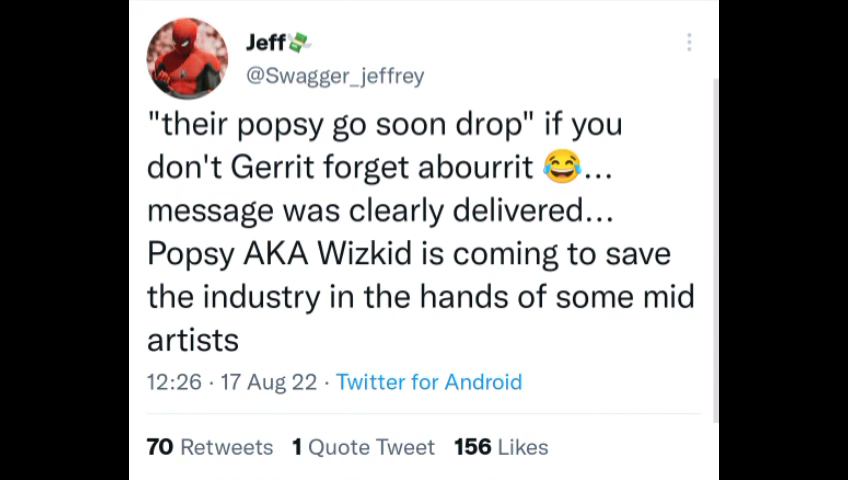 Jeff💸
@Swagger_jeffrey
"their popsy go soon drop" if you
don't Gerrit forget abourrit 😂...
message was clearly delivered...
Popsy AKA Wizkid is coming to save
the industry in the hands of some mid
artists
12:26 · 17 Aug 22 · Twitter for Android
70 Retweets 1 Quote Tweet 156 Likes